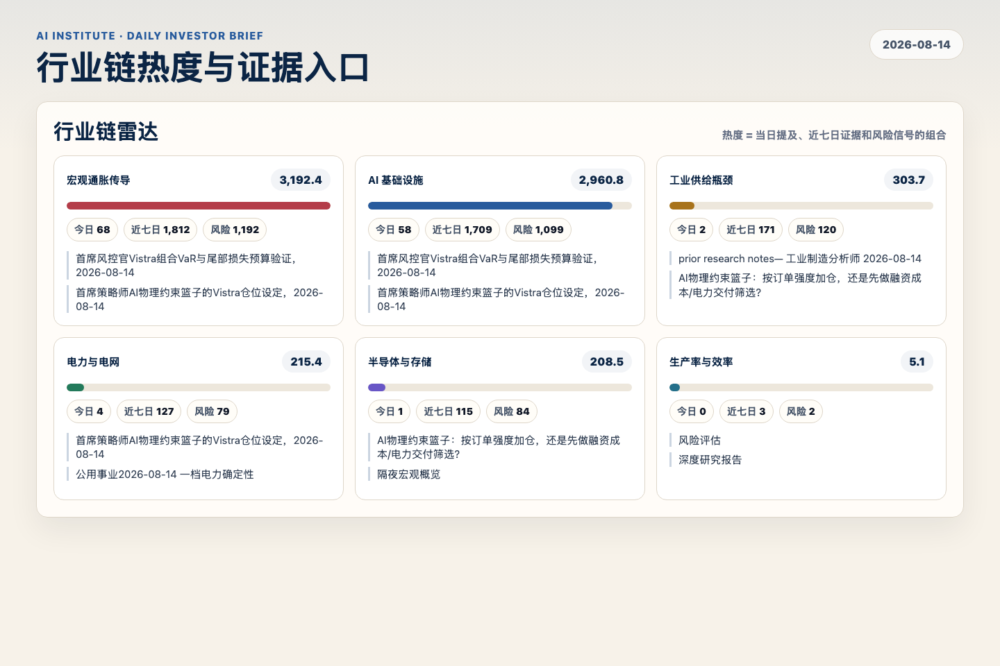 AI INSTITUTE · DAILY INVESTOR BRIEF
2026-08-14
行业链热度与证据入口
行业链雷达
热度 = 当日提及、近七日证据和风险信号的组合
宏观通胀传导
3,192.4
今日 68
近七日 1,812
风险 1,192
首席风控官Vistra组合VaR与尾部损失预算验证，
2026-08-14
首席策略师AI物理约束篮子的Vistra仓位设定，2026-
08-14
AI 基础设施
2,960.8
今日 58
近七日 1,709
风险 1,099
首席风控官Vistra组合VaR与尾部损失预算验证，
2026-08-14
首席策略师AI物理约束篮子的Vistra仓位设定，2026-
08-14
工业供给瓶颈
303.7
今日 2
近七日 171
风险 120
prior research notes— 工业制造分析师 2026-08-14
AI物理约束篮子：按订单强度加仓，还是先做融资成
本/电力交付筛选？
电力与电网
215.4
今日 4
近七日 127
风险 79
首席策略师AI物理约束篮子的Vistra仓位设定，2026-
08-14
公用事业2026-08-14 一档电力确定性
半导体与存储
208.5
今日 1
近七日 115
风险 84
AI物理约束篮子：按订单强度加仓，还是先做融资成
本/电力交付筛选？
隔夜宏观概览
生产率与效率
5.1
今日 0
近七日 3
风险 2
风险评估
深度研究报告